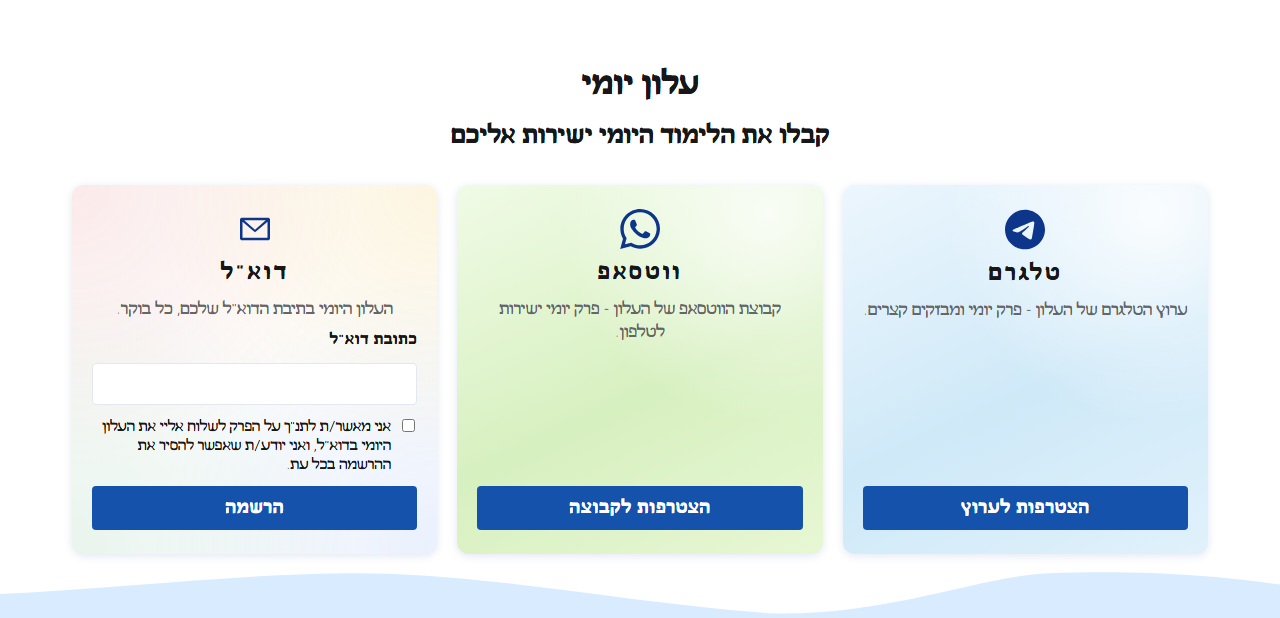 עלון יומי
קבלו את הלימוד היומי ישירות אליכם
טלגרם
ערוץ הטלגרם של העלון - פרק יומי ומבזקים קצרים.
הצטרפות לערוץ
ווטסאפ
קבוצת הווטסאפ של העלון - פרק יומי ישירות
לטלפון.
הצטרפות לקבוצה
דוא״ל
העלון היומי בתיבת הדוא״ל שלכם, כל בוקר.
כתובת דוא״ל
אני מאשר/ת לתנ״ך על הפרק לשלוח אליי את העלון
היומי בדוא״ל, ואני יודע/ת שאפשר להסיר את
ההרשמה בכל עת.
הרשמה